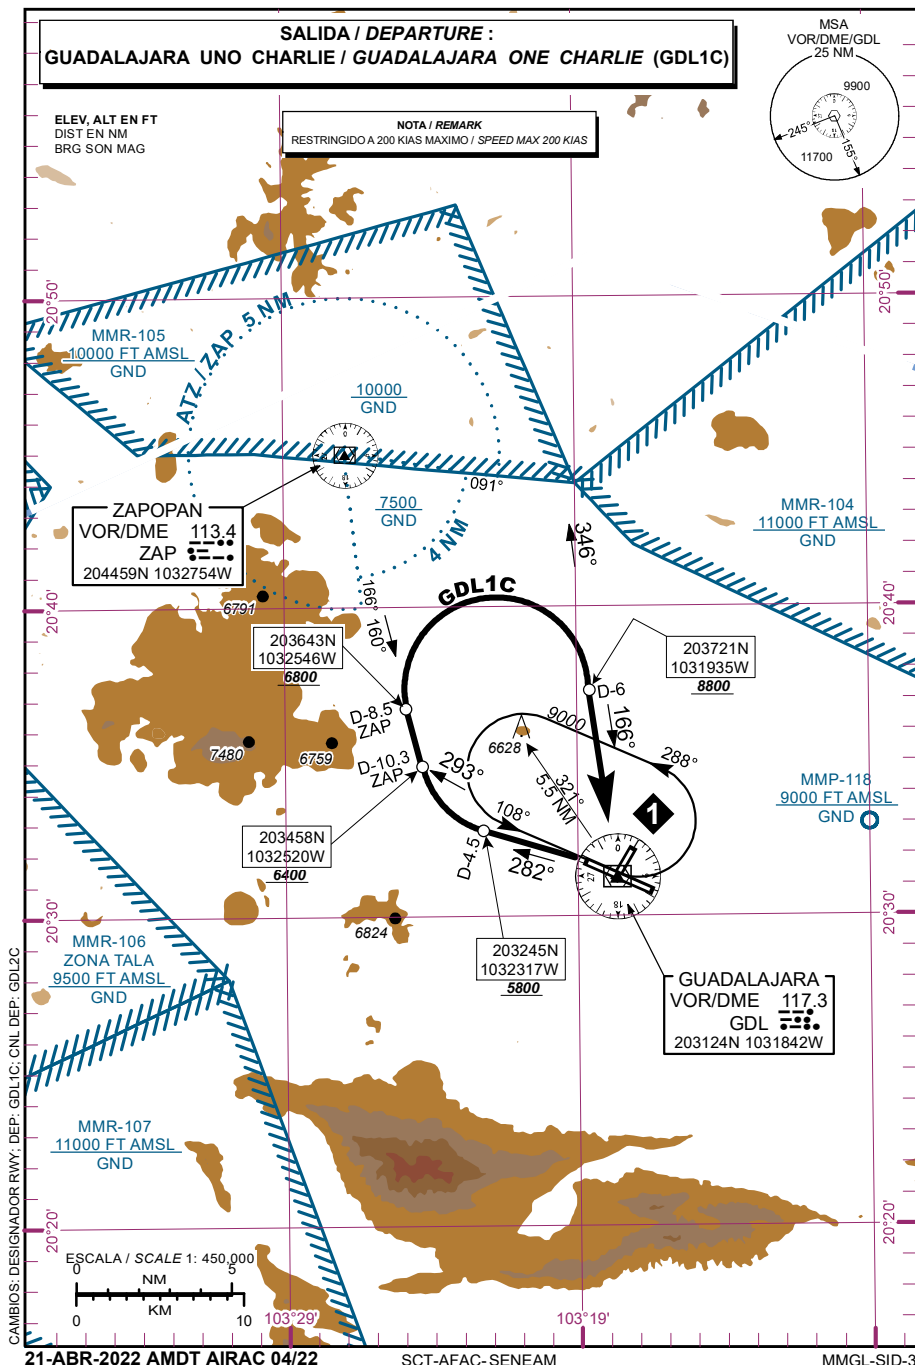 SALIDA / DEPARTURE :
GUADALAJARA UNO CHARLIE / GUADALAJARA ONE CHARLIE (GDL1C)
MSA
VOR/DME/GDL
25 NM
9900
245°
155°
11700
ELEV, ALT EN FT
DIST EN NM
BRG SON MAG
NOTA / REMARK
RESTRINGIDO A 200 KIAS MAXIMO / SPEED MAX 200 KIAS
20°50'
20°50'
MMR-105
10000 FT AMSL
GND
ATZ / ZAP 5 NM
10000
GND
091°
7500
GND
4 NM
ZAPOPAN
VOR/DME 113.4
ZAP
204459N 1032754W
MMR-104
11000 FT AMSL
GND
346°
GDL1C
166°
160°
6791
20°40'
20°40'
203643N
1032546W
6800
203721N
1031935W
8800
D-8.5
ZAP
D-6
166°
9000
288°
7480
6759
6628
D-10.3
ZAP
293°
321°
5.5 NM
108°
1
MMP-118
9000 FT AMSL
GND
203458N
1032520W
6400
D-4.5
282°
0
27
18
20°30'
20°30'
6824
203245N
1032317W
5800
MMR-106
ZONA TALA
9500 FT AMSL
GND
GUADALAJARA
VOR/DME 117.3
GDL
203124N 1031842W
MMR-107
11000 FT AMSL
GND
20°20'
20°20'
ESCALA / SCALE 1: 450,000
0 5
NM
KM
0 10
103°29'
103°19'
CAMBIOS: DESIGNADOR RWY; DEP: GDL1C; CNL DEP: GDL2C
21-ABR-2022 AMDT AIRAC 04/22
SCT-AFAC-SENEAM
MMGL-SID-3